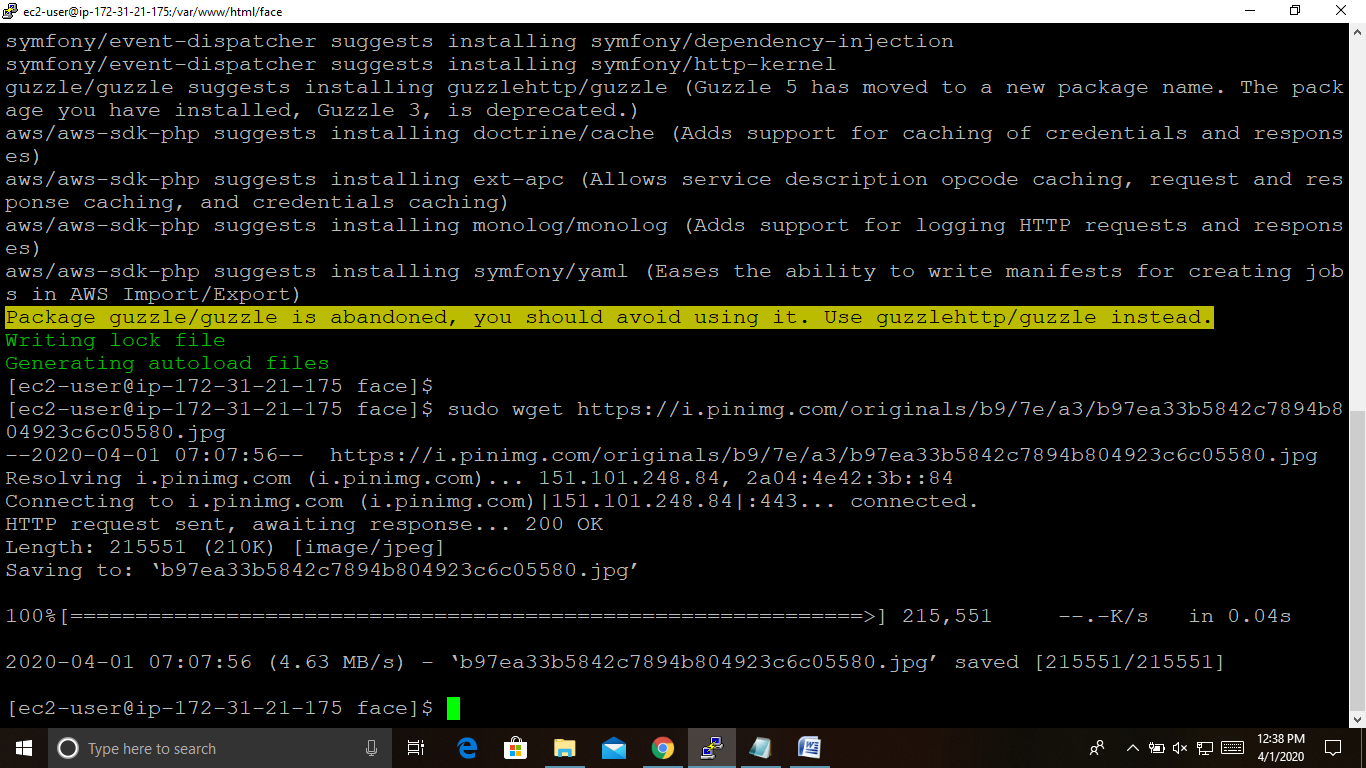 ec2-user@ip-172-31-21-175:/var/www/html/face
symfony/event-dispatcher suggests installing symfony/dependency-injection
symfony/event-dispatcher suggests installing symfony/http-kernel
guzzle/guzzle suggests installing guzzlehttp/guzzle (Guzzle 5 has moved to a new package name. The pack
age you have installed, Guzzle 3, is deprecated.)
aws/aws-sdk-php suggests installing doctrine/cache (Adds support for caching of credentials and respons
es)
aws/aws-sdk-php suggests installing ext-apc (Allows service description opcode caching, request and res
ponse caching, and credentials caching)
aws/aws-sdk-php suggests installing monolog/monolog (Adds support for logging HTTP requests and respons
es)
aws/aws-sdk-php suggests installing symfony/yaml (Eases the ability to write manifests for creating job
s in AWS Import/Export)
Package guzzle/guzzle is abandoned, you should avoid using it. Use guzzlehttp/guzzle instead.
Writing lock file
Generating autoload files
[ec2-user@ip-172-31-21-175 face]$
[ec2-user@ip-172-31-21-175 face]$ sudo wget https://i.pinimg.com/originals/b9/7e/a3/b97ea33b5842c7894b8
04923c6c05580.jpg
--2020-04-01 07:07:56--  https://i.pinimg.com/originals/b9/7e/a3/b97ea33b5842c7894b804923c6c05580.jpg
Resolving i.pinimg.com (i.pinimg.com)... 151.101.248.84, 2a04:4e42:3b::84
Connecting to i.pinimg.com (i.pinimg.com)|151.101.248.84|:443... connected.
HTTP request sent, awaiting response... 200 OK
Length: 215551 (210K) [image/jpeg]
Saving to: ‘b97ea33b5842c7894b804923c6c05580.jpg’
100%[=============================================================>] 215,551     --.-K/s   in 0.04s
2020-04-01 07:07:56 (4.63 MB/s) - ‘b97ea33b5842c7894b804923c6c05580.jpg’ saved [215551/215551]
[ec2-user@ip-172-31-21-175 face]$
Type here to search
12:38 PM
4/1/2020